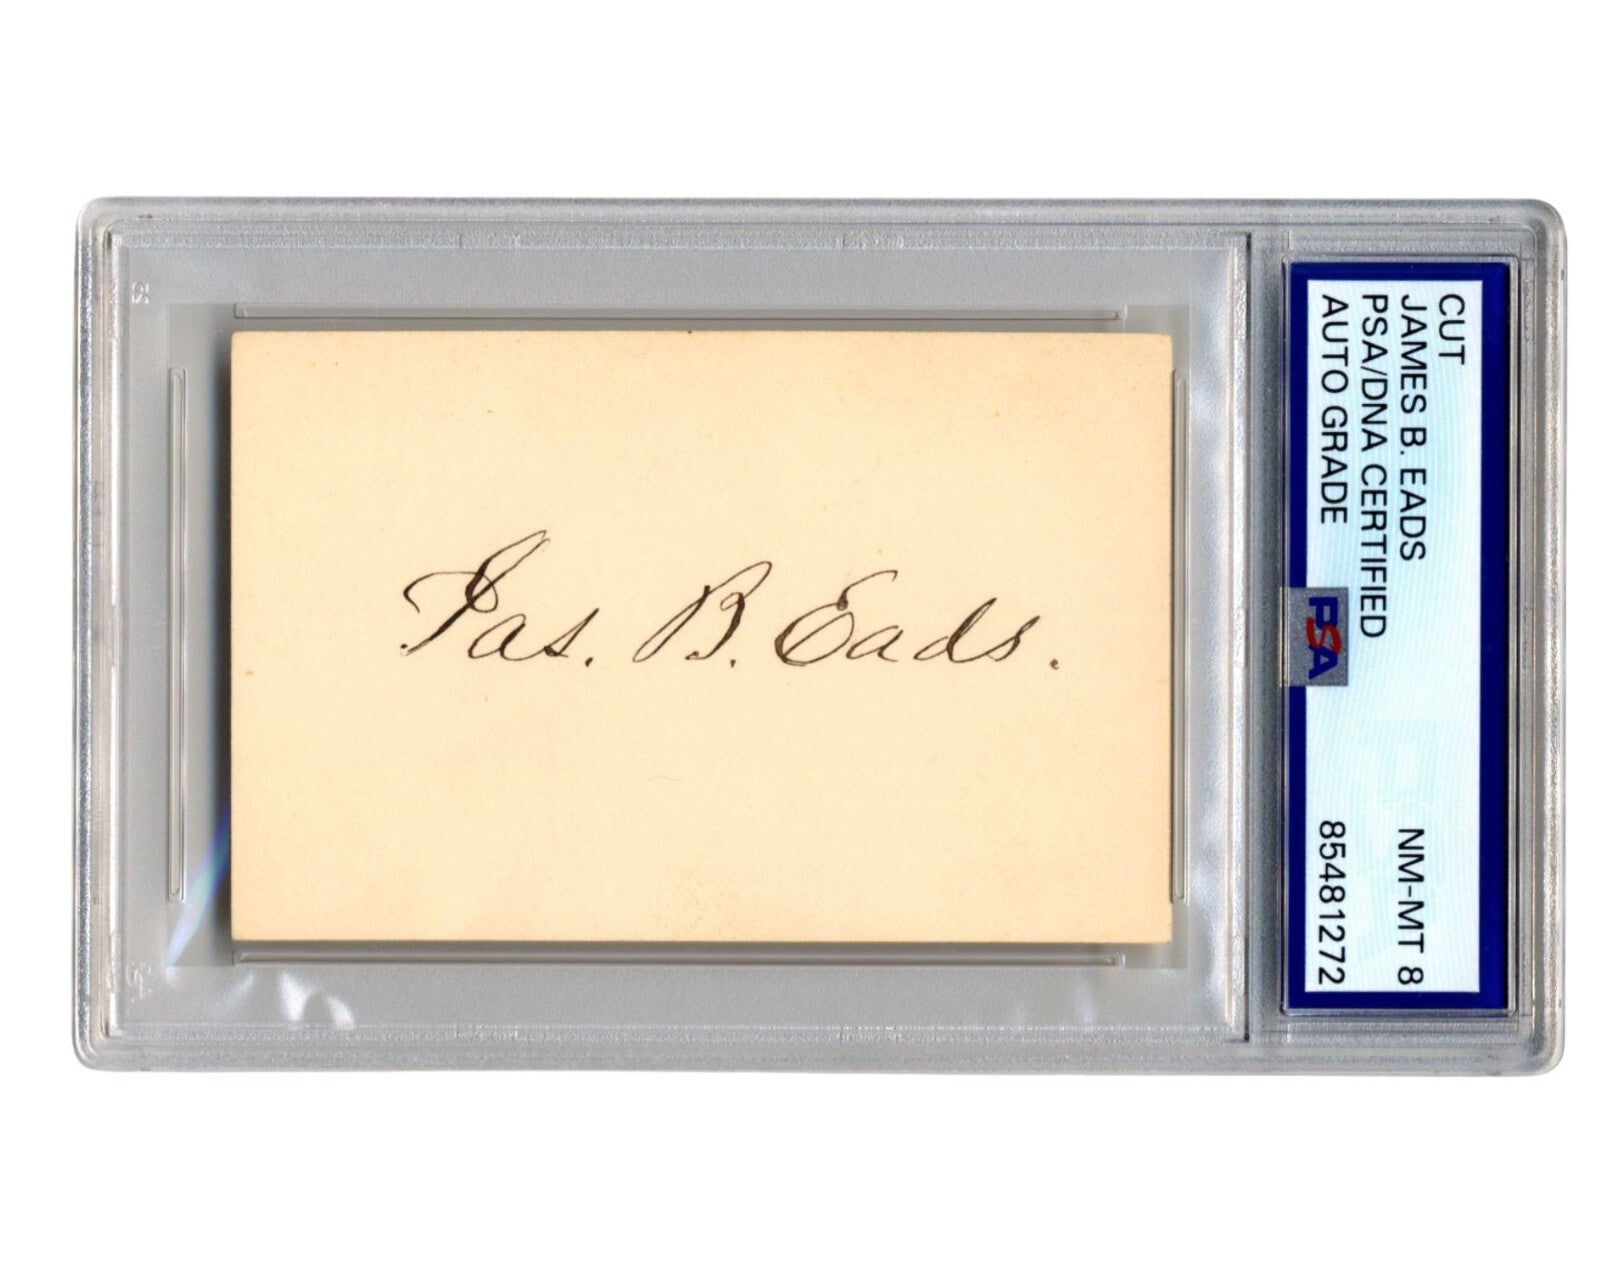 Jas. B. Eads.
CUT
JAMES B. EADS NM-MT 8
PSA/DNA CERTIFIED
AUTO GRADE 85481272
PSA